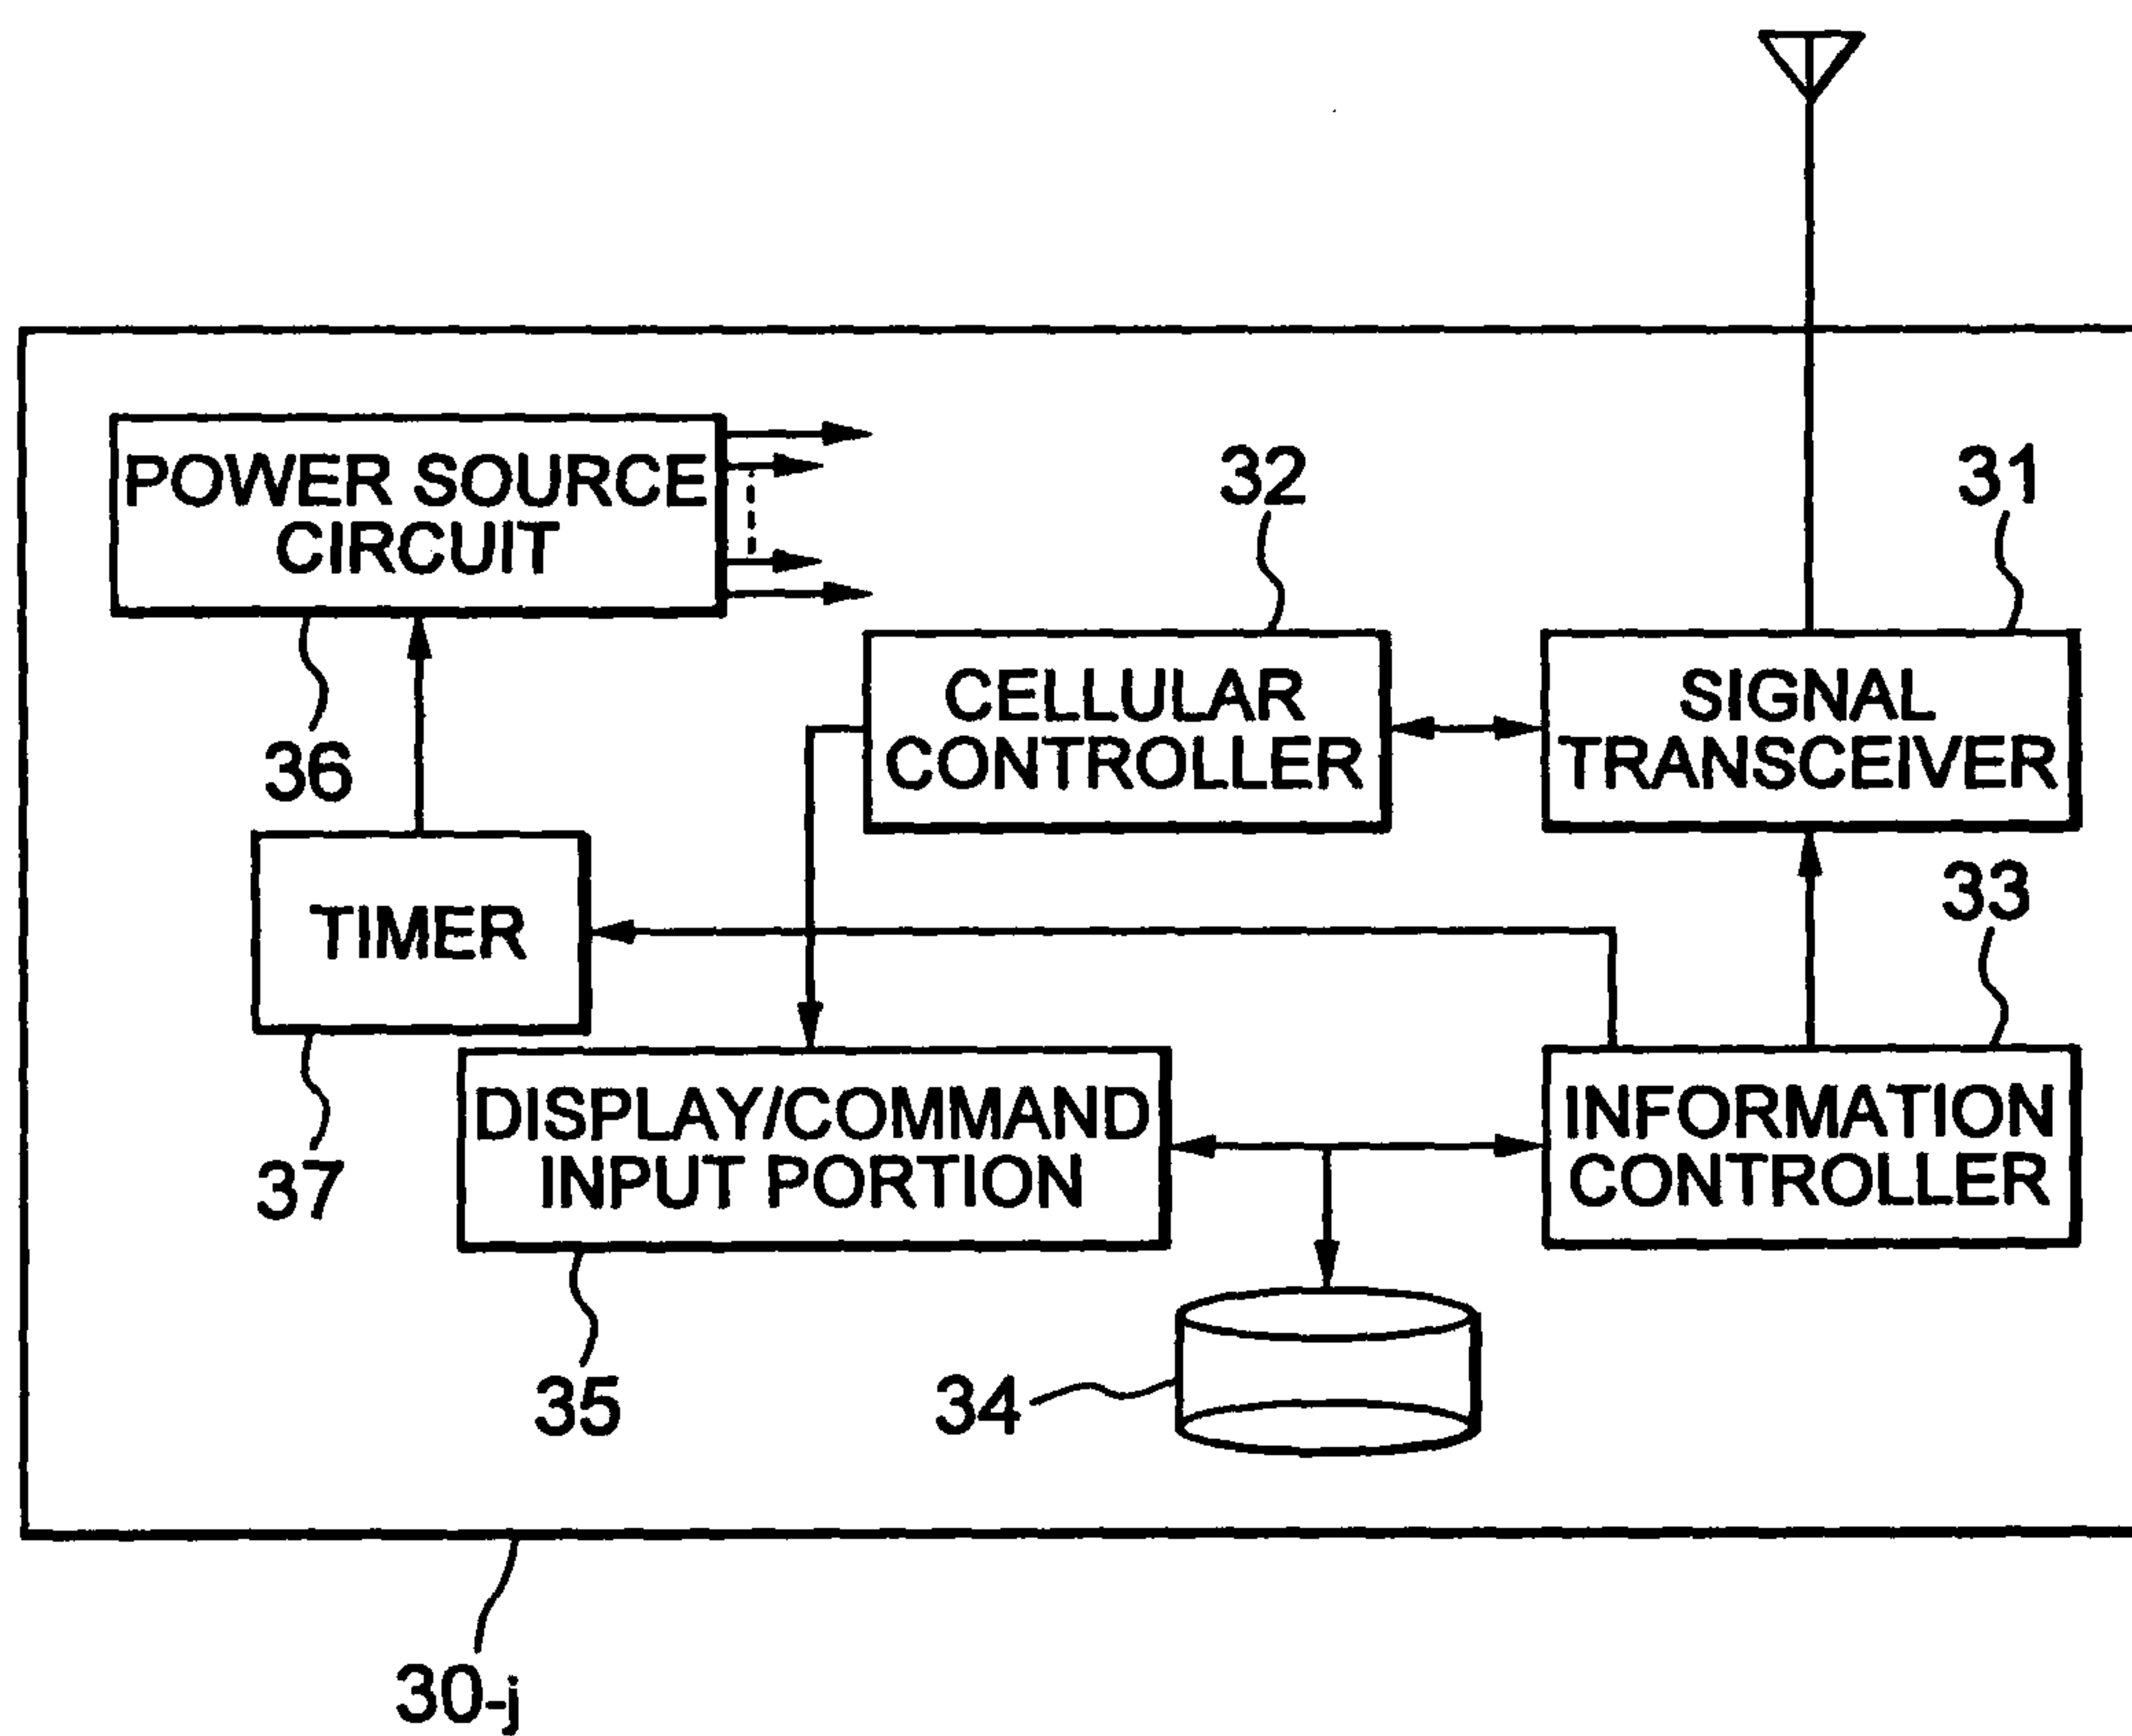 POWER SOURCE
CIRCUIT
32
31
CELLULAR
CONTROLLER
SIGNAL
TRANSCEIVER
36
33
TIMER
DISPLAY/COMMAND
INPUT PORTION
INFORMATION
CONTROLLER
37
35
34
30-j